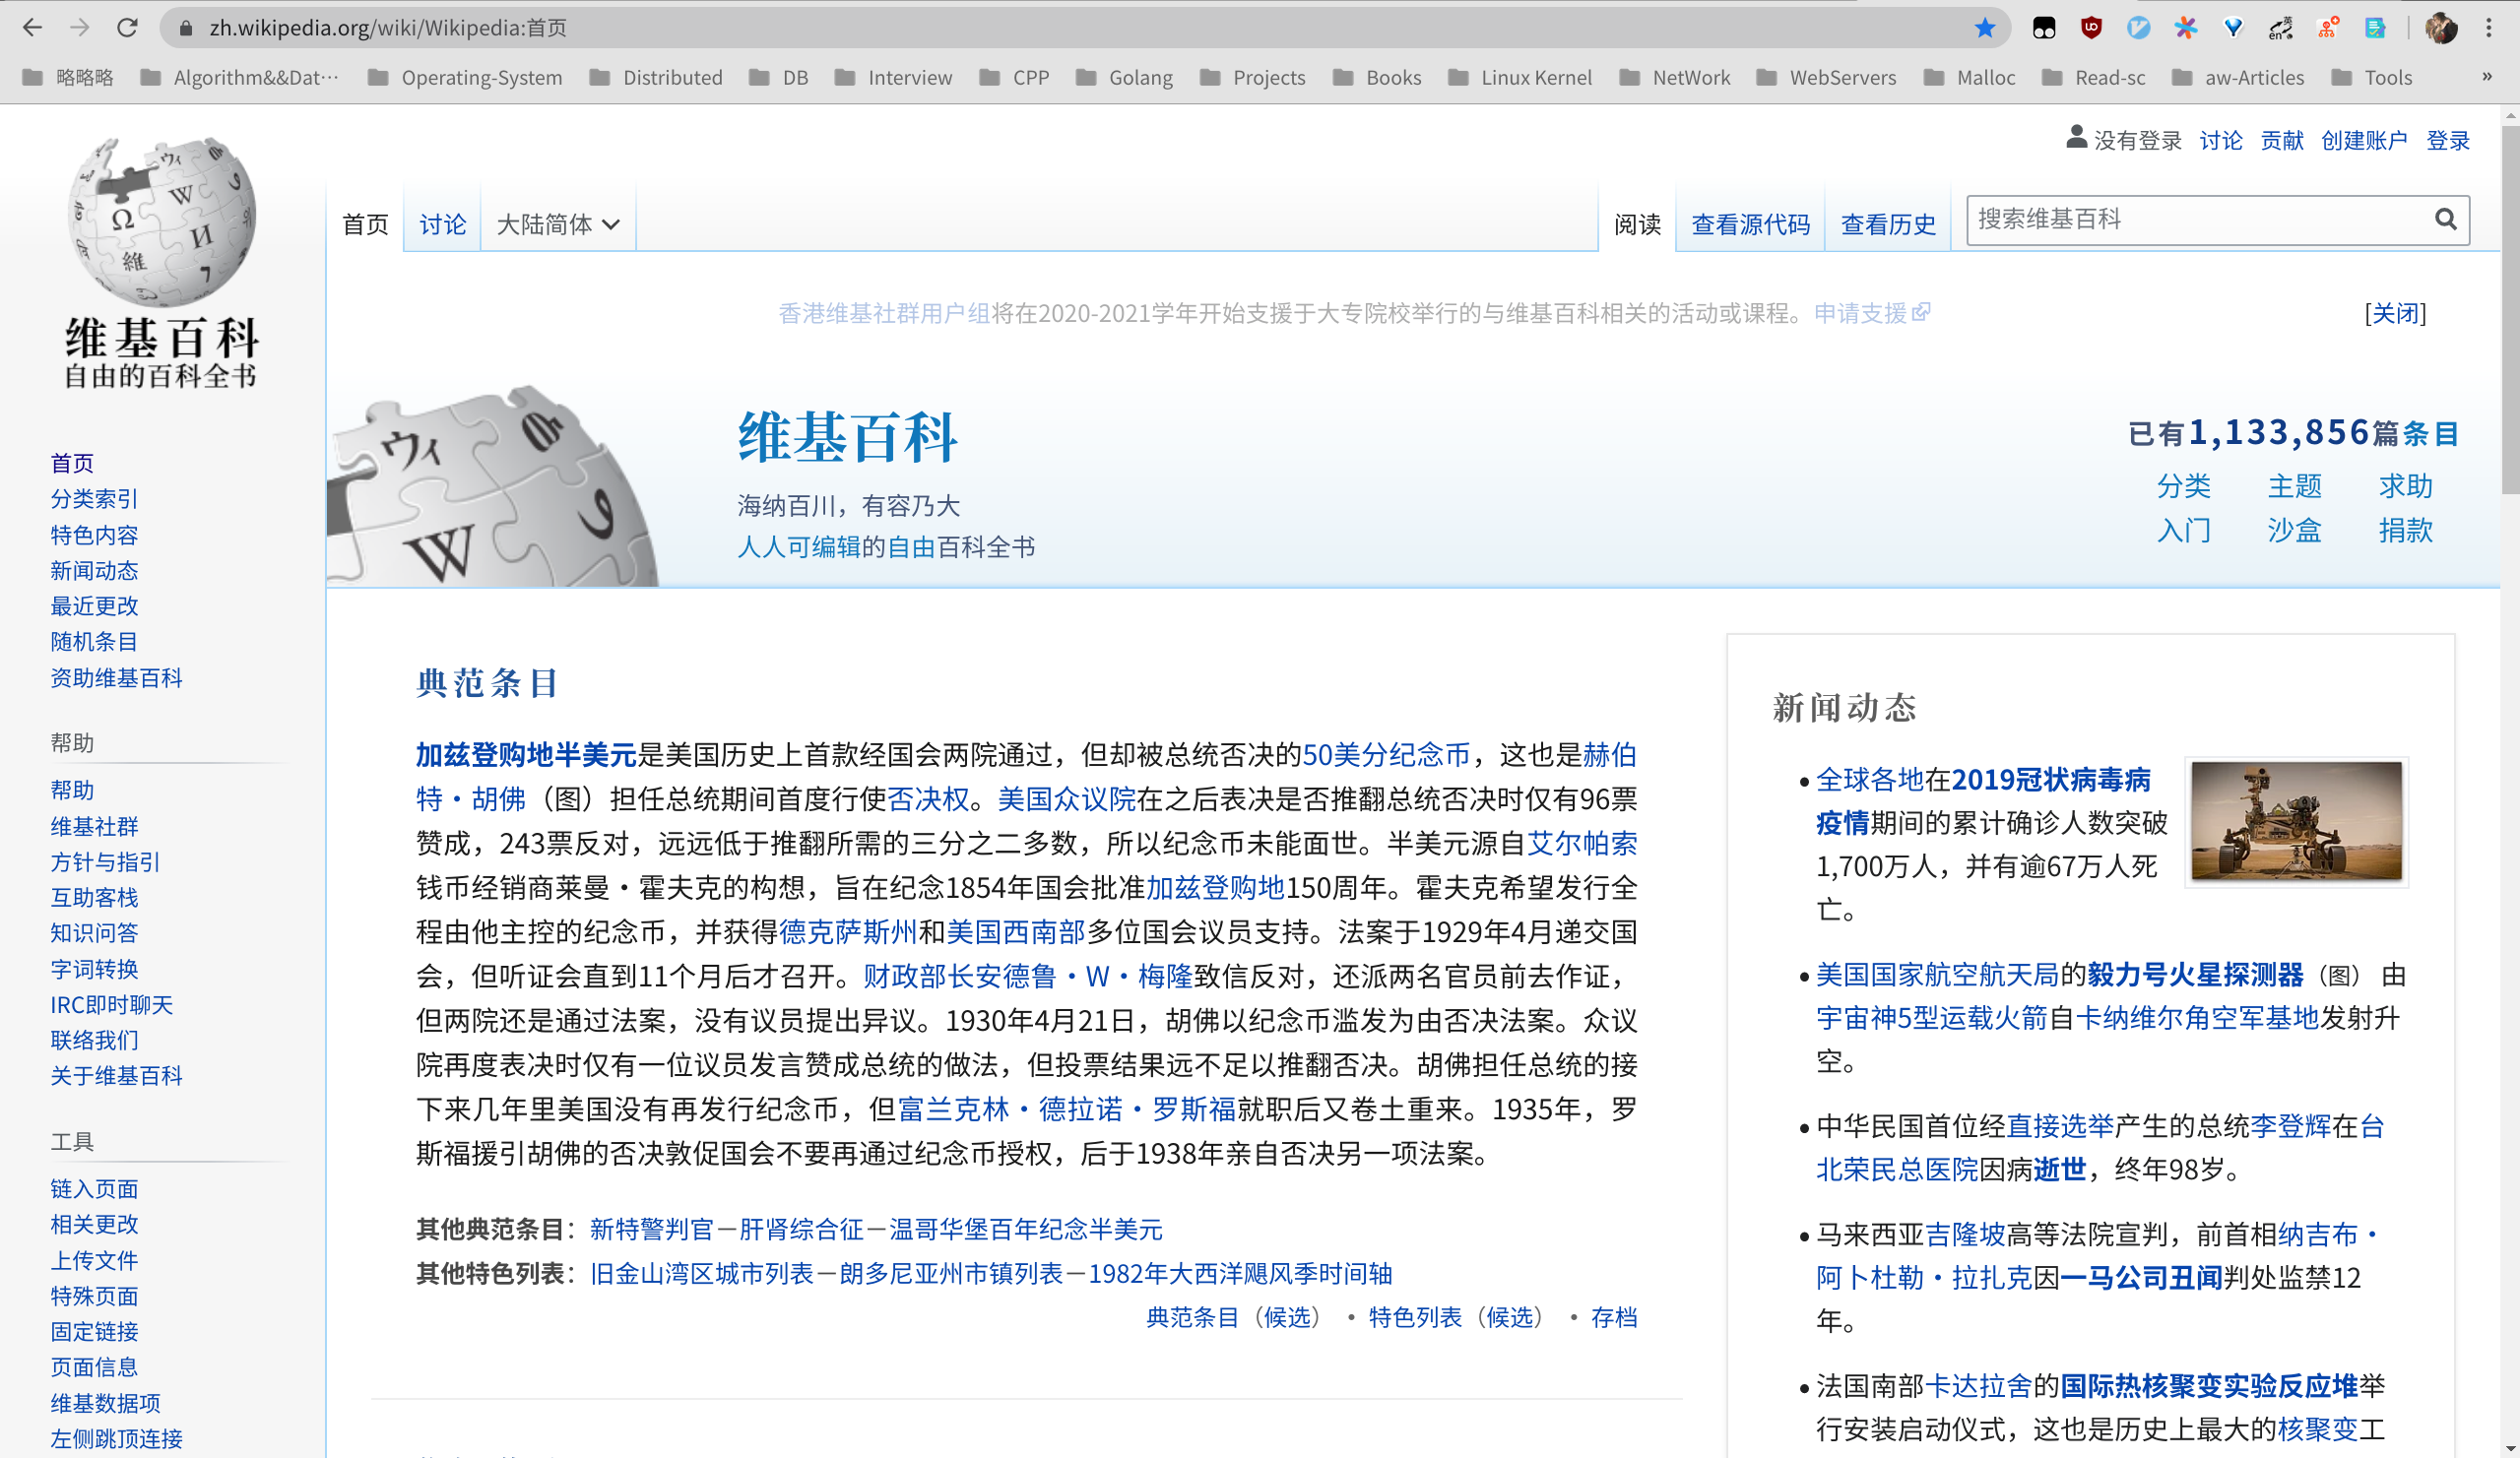 zh.wikipedia.org/wiki/Wikipedia:首页
略略略 Algorithm&&Dat… Operating-System Distributed DB Interview CPP Golang Projects Books Linux Kernel NetWork WebServers Malloc Read-sc aw-Articles Tools »
没有登录 讨论 贡献 创建账户 登录
首页 讨论 大陆简体 阅读 查看源代码 查看历史 搜索维基百科
维基百科
自由的百科全书
首页
分类索引
特色内容
新闻动态
最近更改
随机条目
资助维基百科
帮助
帮助
维基社群
方针与指引
互助客栈
知识问答
字词转换
IRC即时聊天
联络我们
关于维基百科
工具
链入页面
相关更改
上传文件
特殊页面
固定链接
页面信息
维基数据项
左侧跳顶连接
香港维基社群用户组将在2020-2021学年开始支援于大专院校举行的与维基百科相关的活动或课程。申请支援
[关闭]
维基百科
海纳百川，有容乃大
人人可编辑的自由百科全书
已有1,133,856篇条目
分类 主题 求助
入门 沙盒 捐款
典范条目
加兹登购地半美元是美国历史上首款经国会两院通过，但却被总统否决的50美分纪念币，这也是赫伯
特·胡佛（图）担任总统期间首度行使否决权。美国众议院在之后表决是否推翻总统否决时仅有96票
赞成，243票反对，远远低于推翻所需的三分之二多数，所以纪念币未能面世。半美元源自艾尔帕索
钱币经销商莱曼·霍夫克的构想，旨在纪念1854年国会批准加兹登购地150周年。霍夫克希望发行全
程由他主控的纪念币，并获得德克萨斯州和美国西南部多位国会议员支持。法案于1929年4月递交国
会，但听证会直到11个月后才召开。财政部长安德鲁·W·梅隆致信反对，还派两名官员前去作证，
但两院还是通过法案，没有议员提出异议。1930年4月21日，胡佛以纪念币滥发为由否决法案。众议
院再度表决时仅有一位议员发言赞成总统的做法，但投票结果远不足以推翻否决。胡佛担任总统的接
下来几年里美国没有再发行纪念币，但富兰克林·德拉诺·罗斯福就职后又卷土重来。1935年，罗
斯福援引胡佛的否决敦促国会不要再通过纪念币授权，后于1938年亲自否决另一项法案。
其他典范条目：新特警判官－肝肾综合征－温哥华堡百年纪念半美元
其他特色列表：旧金山湾区城市列表－朗多尼亚州市镇列表－1982年大西洋飓风季时间轴
典范条目（候选） • 特色列表（候选） • 存档
新闻动态
全球各地在2019冠状病毒病
疫情期间的累计确诊人数突破
1,700万人，并有逾67万人死
亡。
美国国家航空航天局的毅力号火星探测器（图）由
宇宙神5型运载火箭自卡纳维尔角空军基地发射升
空。
中华民国首位经直接选举产生的总统李登辉在台
北荣民总医院因病逝世，终年98岁。
马来西亚吉隆坡高等法院宣判，前首相纳吉布·
阿卜杜勒·拉扎克因一马公司丑闻判处监禁12
年。
法国南部卡达拉舍的国际热核聚变实验反应堆举
行安装启动仪式，这也是历史上最大的核聚变工